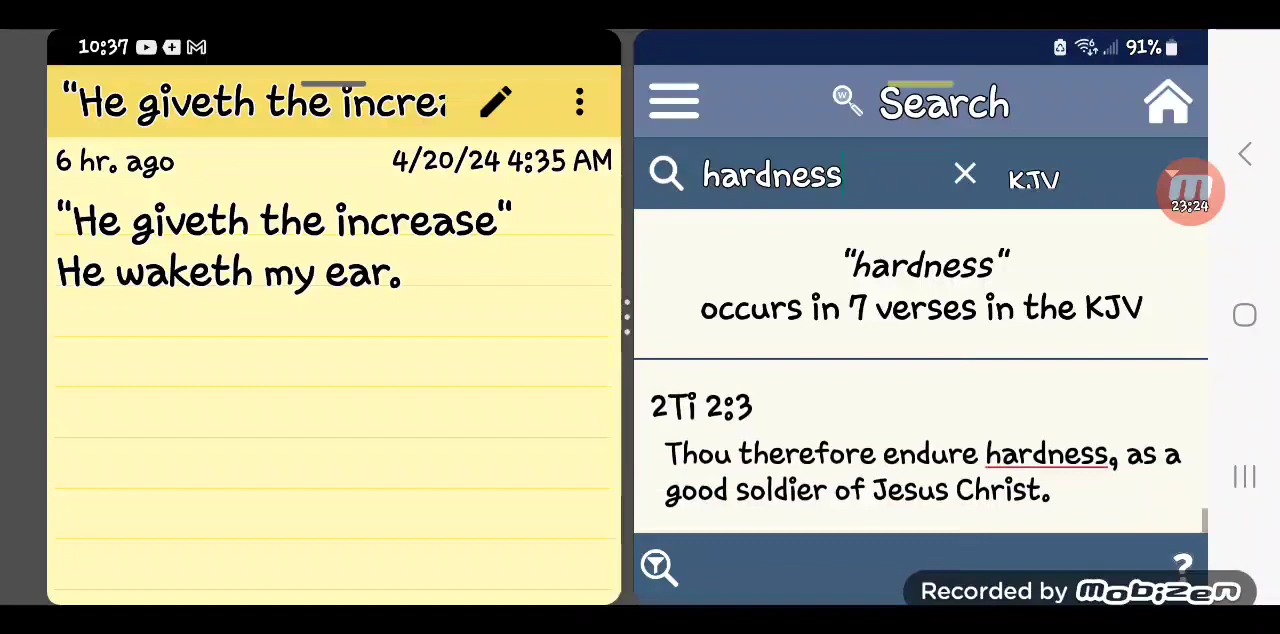 10:37
"He giveth the increa
6 hr. ago 4/20/24 4:35 AM
"He giveth the increase"
He waketh my ear.
91%
Search
hardness KJV
23:24
"hardness"
occurs in 7 verses in the KJV
2Ti 2:3
Thou therefore endure hardness, as a
good soldier of Jesus Christ.
?
Recorded by MOBIZEN